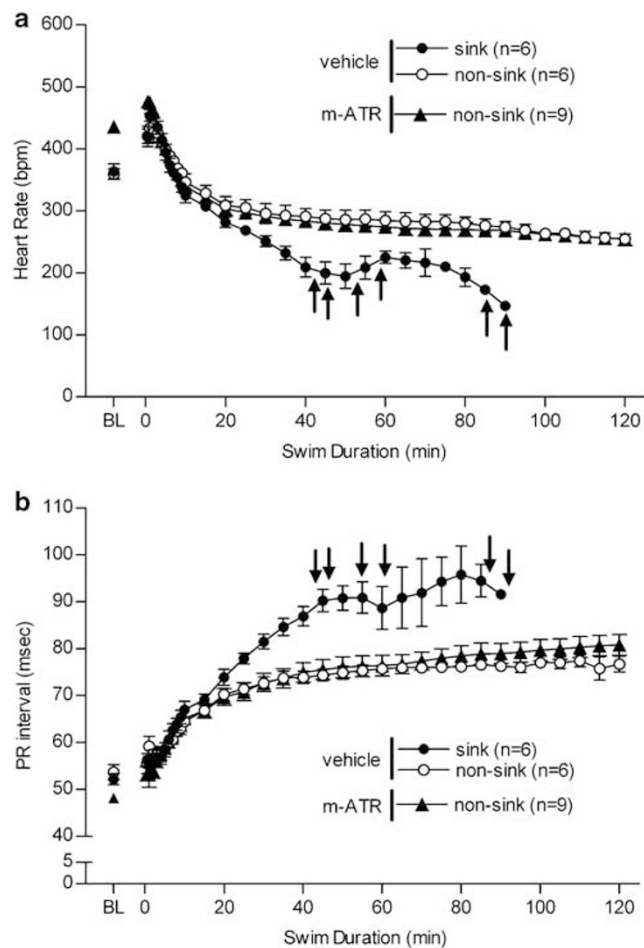 a
600
500
400
300
200
100
0
Heart Rate (bpm)
vehicle
sink (n=6)
non-sink (n=6)
m-ATR
non-sink (n=9)
BL 0 20 40 60 80 100 120
Swim Duration (min)
b
110
100
90
80
70
60
50
40
5
0
PR interval (msec)
vehicle
sink (n=6)
non-sink (n=6)
m-ATR
non-sink (n=9)
BL 0 20 40 60 80 100 120
Swim Duration (min)